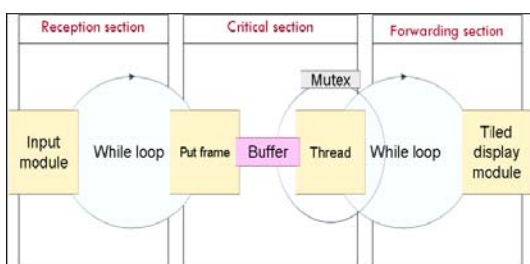 Reception section
Critical section
Forwarding section
Mutex
Input
module
While loop
Put frame
Buffer
Thread
While loop
Tiled
display
module